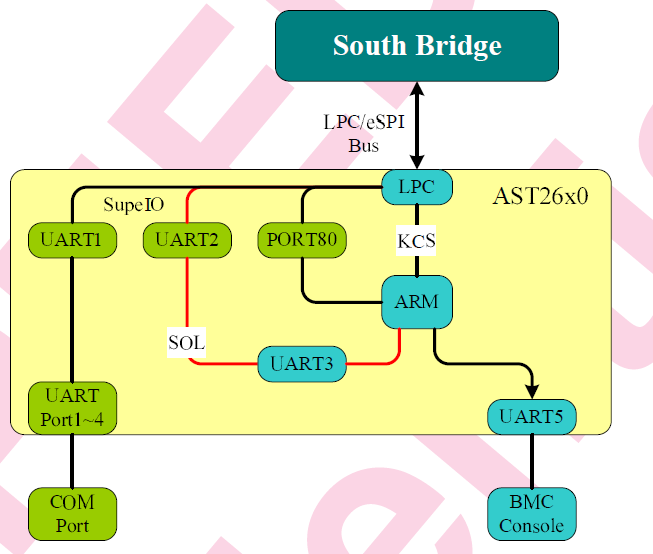 South Bridge
LPC/eSPI
Bus
LPC
AST26x0
SupeIO
UART1
UART2
PORT80
KCS
ARM
SOL
UART3
UART
Port1~4
UART5
COM
Port
BMC
Console